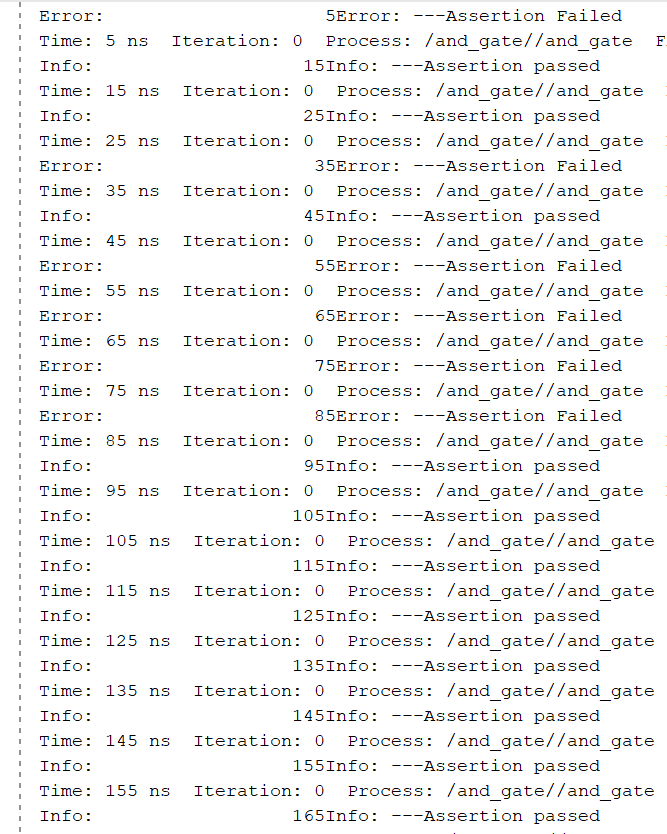 Error:                    5Error: ---Assertion Failed
Time: 5 ns  Iteration: 0  Process: /and_gate//and_gate  F
Info:                   15Info: ---Assertion passed
Time: 15 ns  Iteration: 0  Process: /and_gate//and_gate
Info:                   25Info: ---Assertion passed
Time: 25 ns  Iteration: 0  Process: /and_gate//and_gate
Error:                   35Error: ---Assertion Failed
Time: 35 ns  Iteration: 0  Process: /and_gate//and_gate
Info:                   45Info: ---Assertion passed
Time: 45 ns  Iteration: 0  Process: /and_gate//and_gate
Error:                   55Error: ---Assertion Failed
Time: 55 ns  Iteration: 0  Process: /and_gate//and_gate
Error:                   65Error: ---Assertion Failed
Time: 65 ns  Iteration: 0  Process: /and_gate//and_gate
Error:                   75Error: ---Assertion Failed
Time: 75 ns  Iteration: 0  Process: /and_gate//and_gate
Error:                   85Error: ---Assertion Failed
Time: 85 ns  Iteration: 0  Process: /and_gate//and_gate
Info:                   95Info: ---Assertion passed
Time: 95 ns  Iteration: 0  Process: /and_gate//and_gate
Info:                  105Info: ---Assertion passed
Time: 105 ns  Iteration: 0  Process: /and_gate//and_gate
Info:                  115Info: ---Assertion passed
Time: 115 ns  Iteration: 0  Process: /and_gate//and_gate
Info:                  125Info: ---Assertion passed
Time: 125 ns  Iteration: 0  Process: /and_gate//and_gate
Info:                  135Info: ---Assertion passed
Time: 135 ns  Iteration: 0  Process: /and_gate//and_gate
Info:                  145Info: ---Assertion passed
Time: 145 ns  Iteration: 0  Process: /and_gate//and_gate
Info:                  155Info: ---Assertion passed
Time: 155 ns  Iteration: 0  Process: /and_gate//and_gate
Info:                  165Info: ---Assertion passed